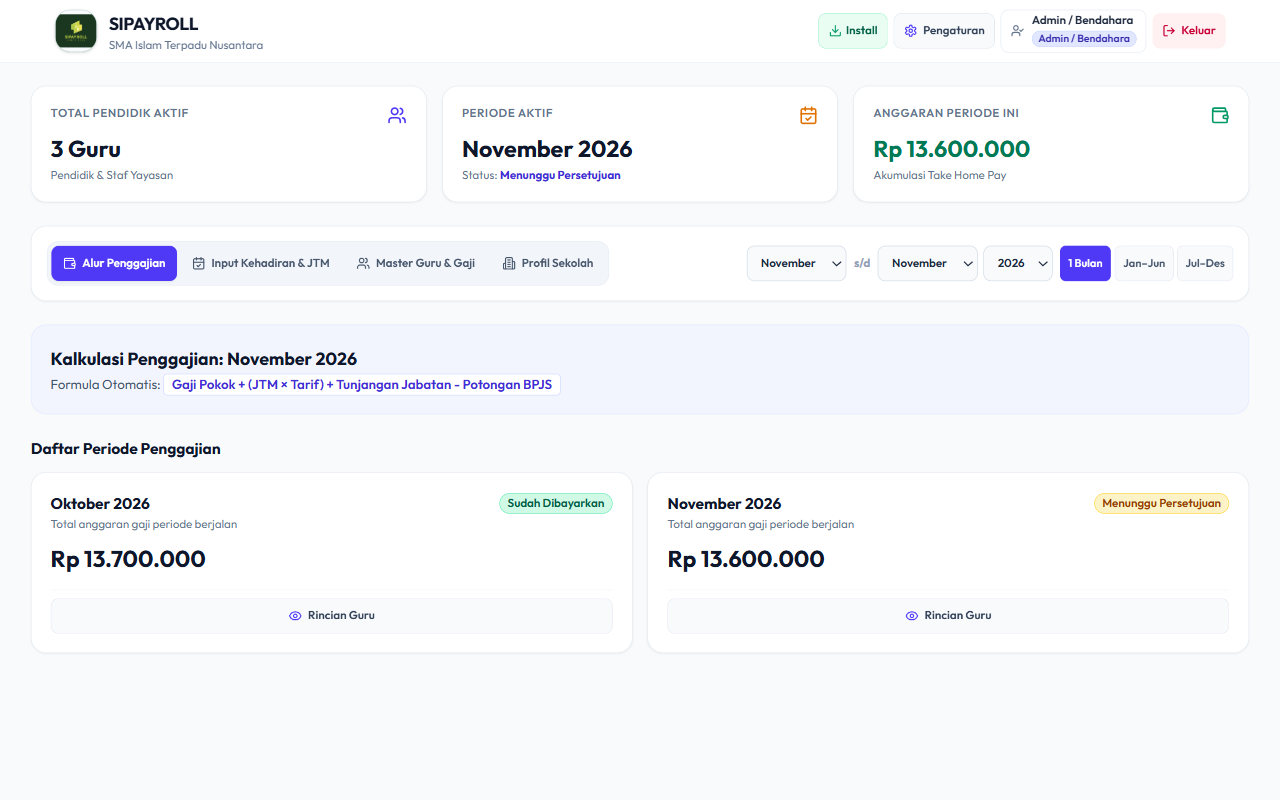 SIPAYROLL
SMA Islam Terpadu Nusantara
Install
Pengaturan
Admin / Bendahara
Admin / Bendahara
Keluar
TOTAL PENDIDIK AKTIF
3 Guru
Pendidik & Staf Yayasan
PERIODE AKTIF
November 2026
Status: Menunggu Persetujuan
ANGGARAN PERIODE INI
Rp 13.600.000
Akumulasi Take Home Pay
Alur Penggajian
Input Kehadiran & JTM
Master Guru & Gaji
Profil Sekolah
November
s/d
November
2026
1 Bulan
Jan–Jun
Jul–Des
Kalkulasi Penggajian: November 2026
Formula Otomatis: Gaji Pokok + (JTM × Tarif) + Tunjangan Jabatan - Potongan BPJS
Daftar Periode Penggajian
Oktober 2026
Sudah Dibayarkan
Total anggaran gaji periode berjalan
Rp 13.700.000
Rincian Guru
November 2026
Menunggu Persetujuan
Total anggaran gaji periode berjalan
Rp 13.600.000
Rincian Guru